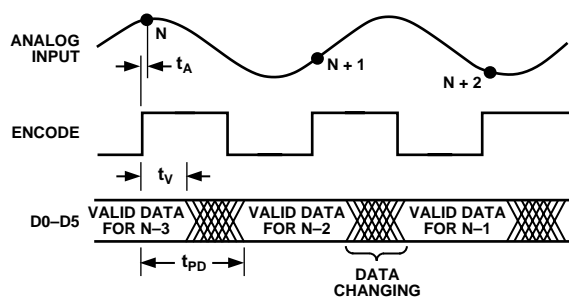 ANALOG
INPUT
N
t_A
N + 1
N + 2
ENCODE
t_V
D0–D5
VALID DATA
FOR N–3
VALID DATA
FOR N–2
VALID DATA
FOR N–1
t_PD
DATA
CHANGING